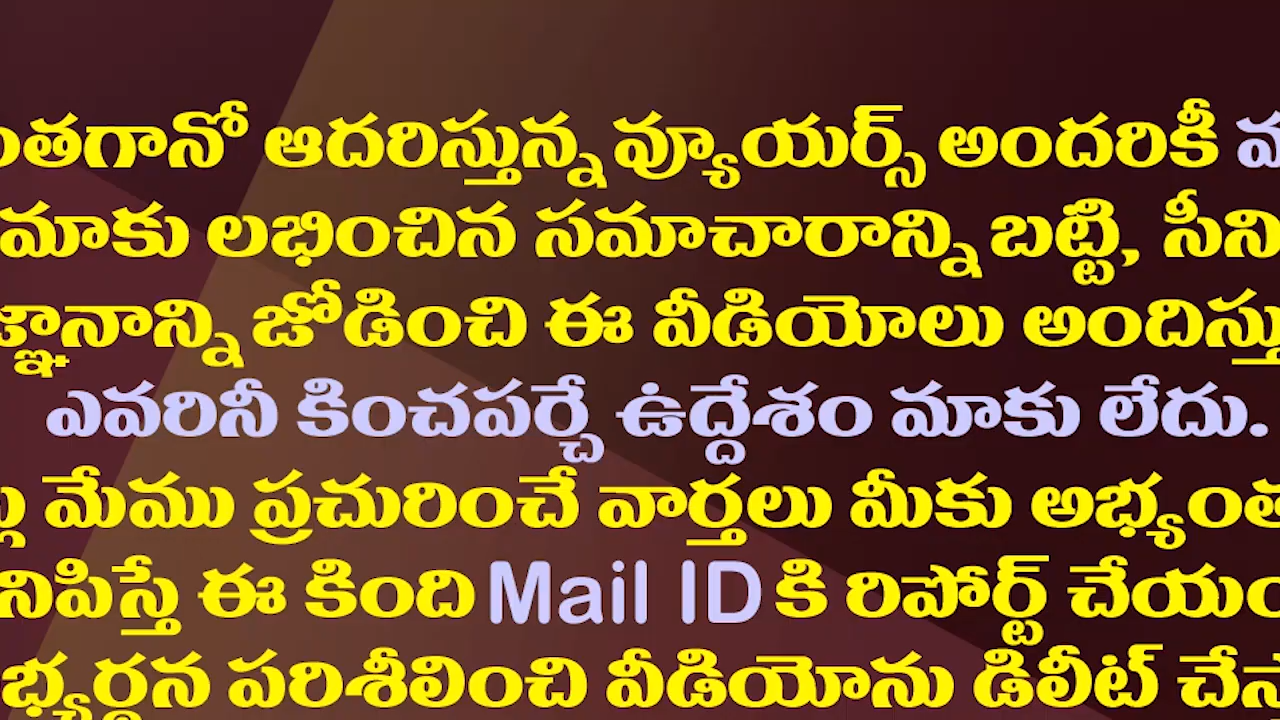 ంతగానో ఆదరిస్తున్న వ్యూయర్స్ అందరికీ
మాకు లభించిన సమాచారాన్ని బట్టి, సీని
జ్ఞానాన్ని జోడించి ఈ వీడియోలు అందిస్తు
ఎవరినీ కించపర్చే ఉద్దేశం మాకు లేదు.
మేము ప్రచురించే వార్తలు మీకు అభ్యంత
నిపిస్తే ఈ కింది Mail ID కి రిపోర్ట్ చేయం
భ్యర్థన పరిశీలించి వీడియోను డిలీట్ చేస